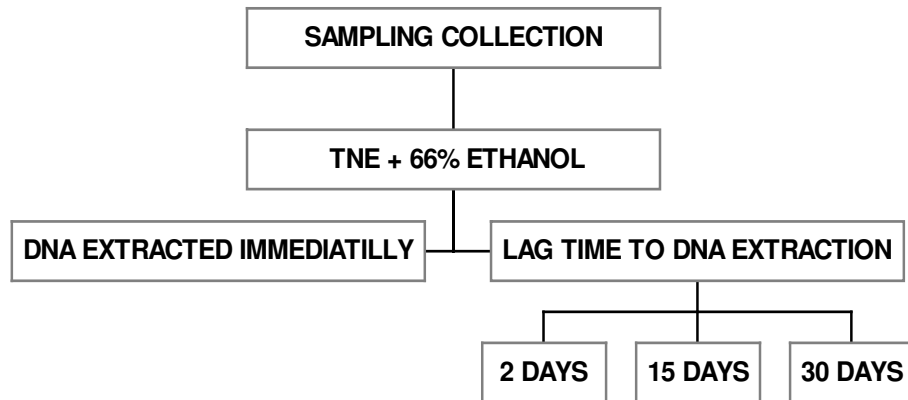 SAMPLING COLLECTION
TNE + 66% ETHANOL
DNA EXTRACTED IMMEDIATILLY
LAG TIME TO DNA EXTRACTION
2 DAYS
15 DAYS
30 DAYS